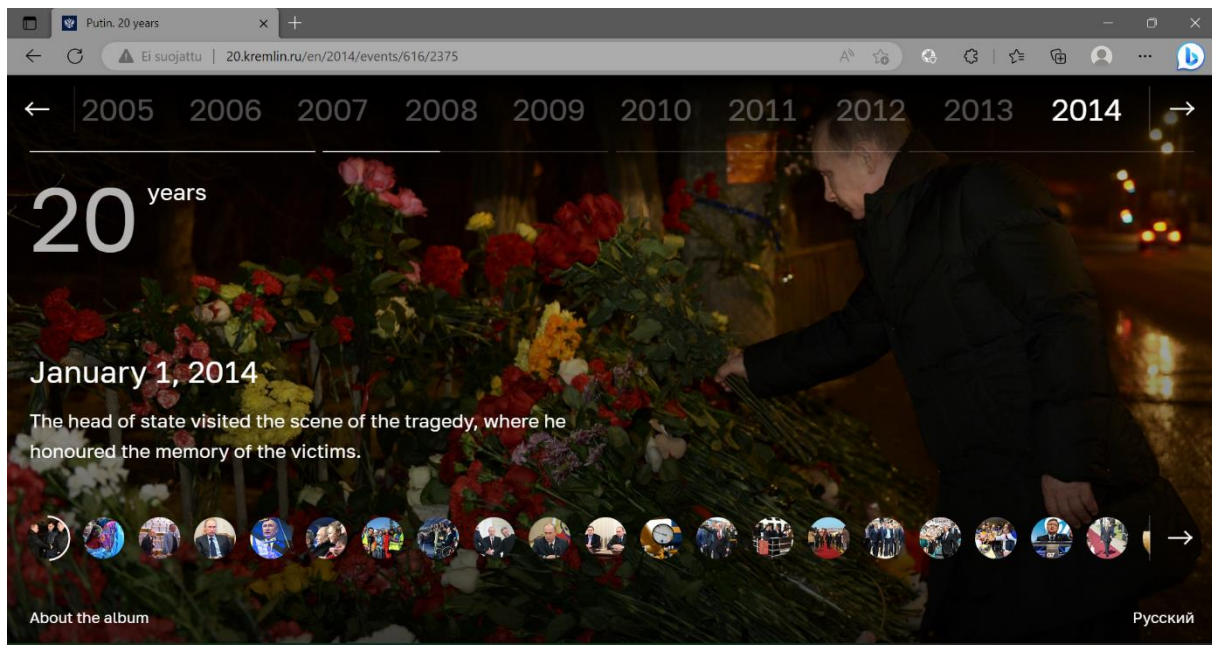 Putin. 20 years
Ei suojattu | 20.kremlin.ru/en/2014/events/616/2375
2005 2006 2007 2008 2009 2010 2011 2012 2013 2014
20 years
January 1, 2014
The head of state visited the scene of the tragedy, where he
honoured the memory of the victims.
About the album
Русский